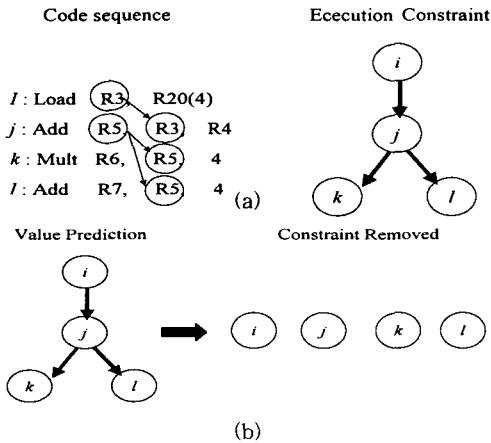 Code sequence Ececution Constraint
i
I : Load R3, R20(4)
j : Add R5, R3, R4
j
k : Mult R6, R5, 4
l : Add R7, R5, 4
(a)
k l
Value Prediction Constraint Removed
i
j
i j k l
k l
(b)